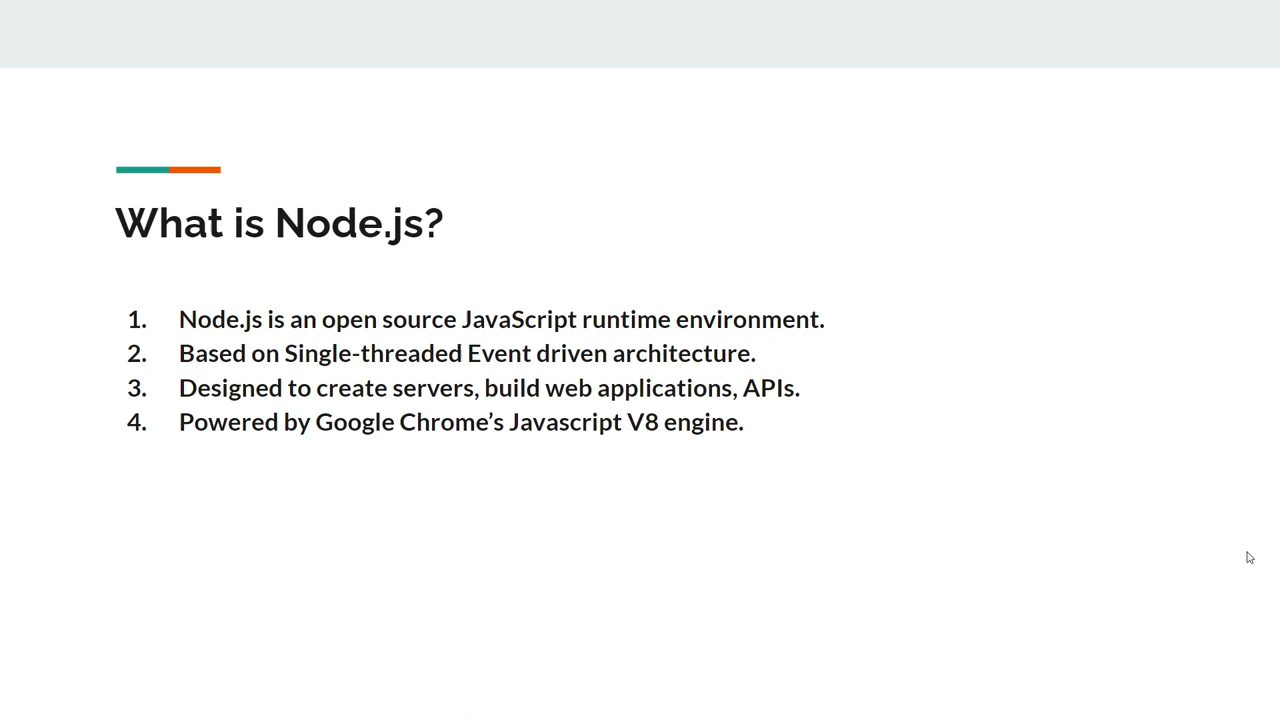 What is Node.js?
1. Node.js is an open source JavaScript runtime environment.
2. Based on Single-threaded Event driven architecture.
3. Designed to create servers, build web applications, APIs.
4. Powered by Google Chrome’s Javascript V8 engine.